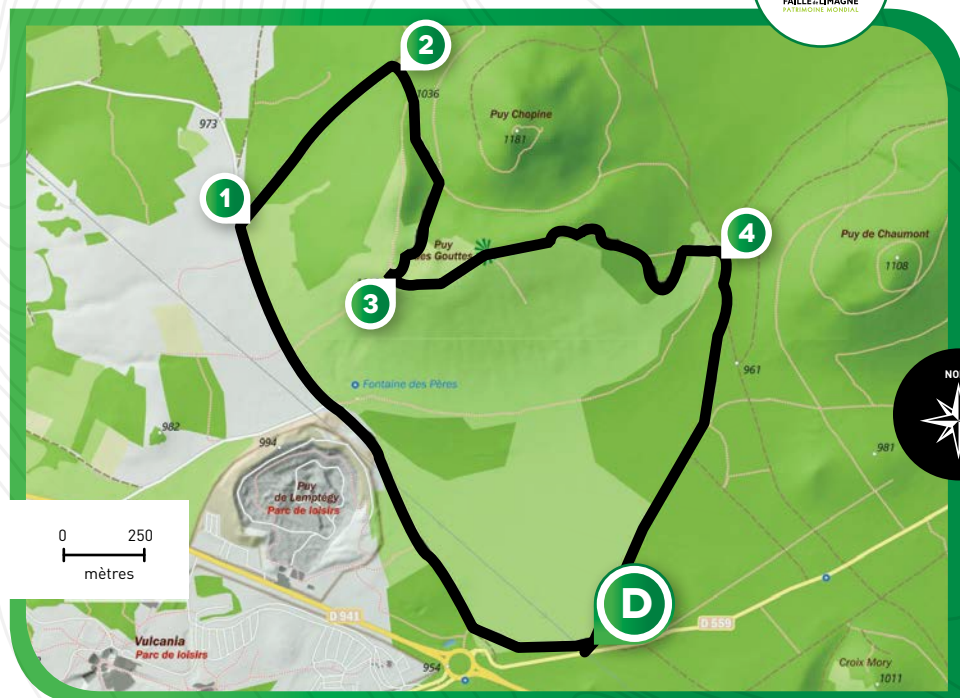 FAILLE de LIMAGNE
PATRIMOINE MONDIAL
2
1036
Puy Chopine
1181
973
1
4
Puy
des Gouttes
Puy de Chaumont
1108
3
NO
961
Fontaine des Pères
982
994
981
Puy
de Lemptégy
Parc de loisirs
0 250
mètres
D
D 941
D 559
Vulcania
Parc de loisirs
954
Croix Mory
1011